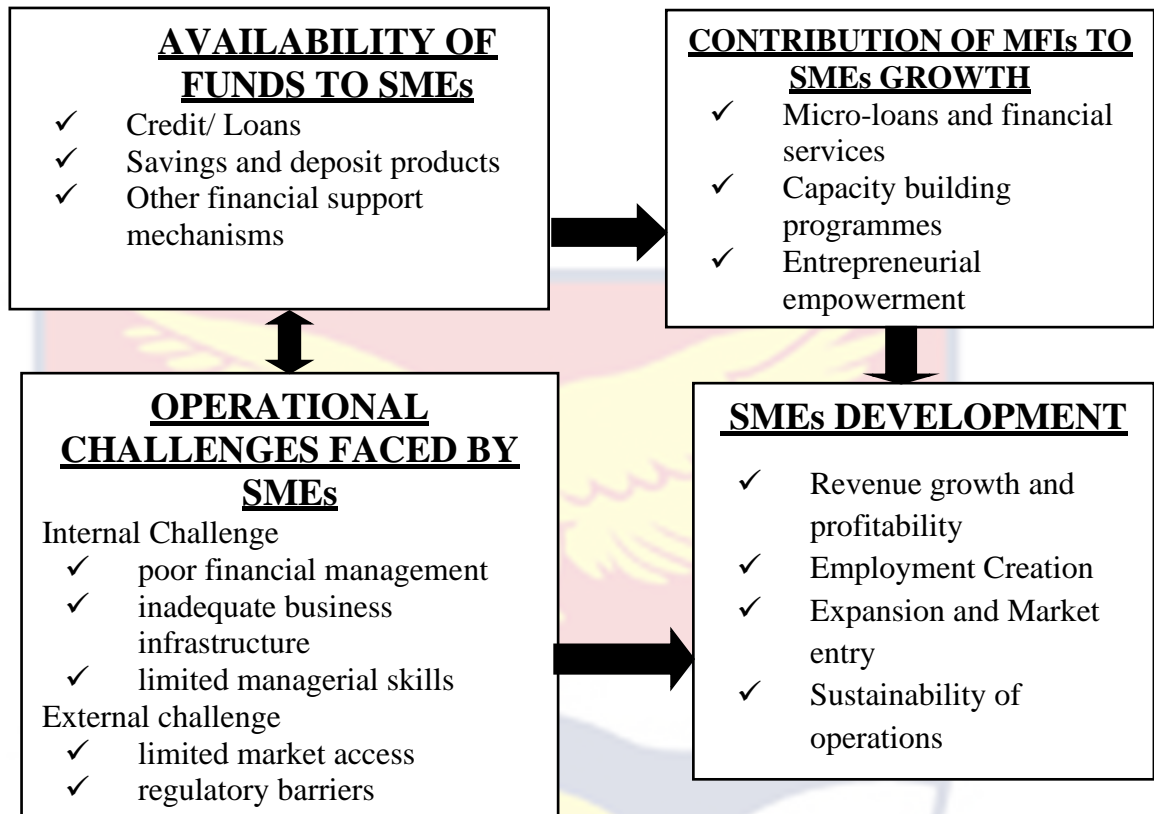 AVAILABILITY OF
FUNDS TO SMEs
✓ Credit/ Loans
✓ Savings and deposit products
✓ Other financial support
mechanisms
CONTRIBUTION OF MFIs TO
SMEs GROWTH
✓ Micro-loans and financial
services
✓ Capacity building
programmes
✓ Entrepreneurial
empowerment
OPERATIONAL
CHALLENGES FACED BY
SMEs
Internal Challenge
✓ poor financial management
✓ inadequate business
infrastructure
✓ limited managerial skills
External challenge
✓ limited market access
✓ regulatory barriers
SMEs DEVELOPMENT
✓ Revenue growth and
profitability
✓ Employment Creation
✓ Expansion and Market
entry
✓ Sustainability of
operations